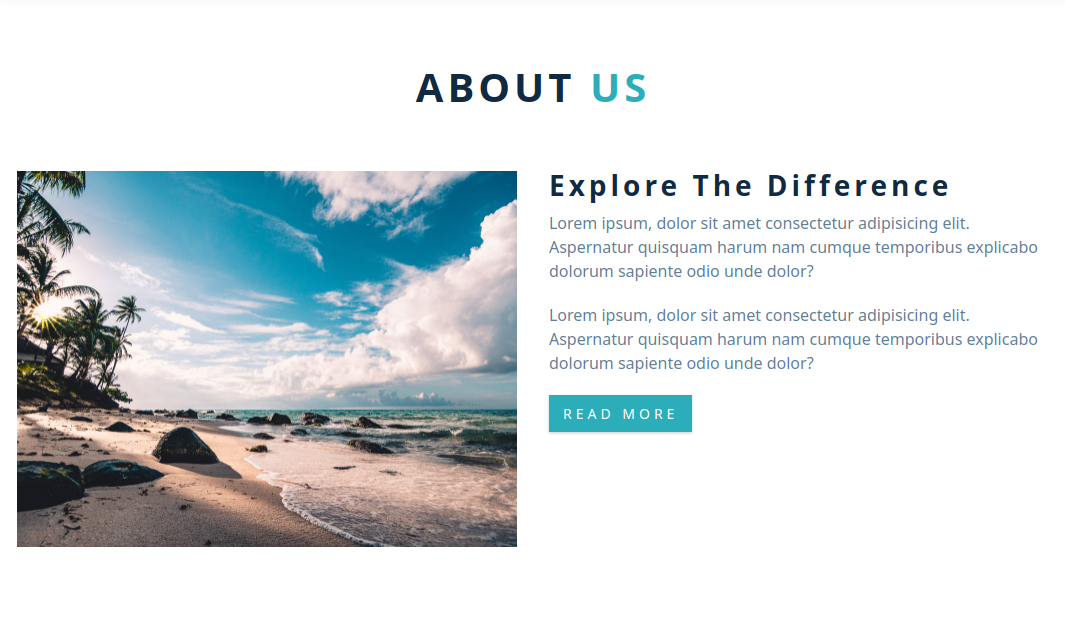 ABOUT US
Explore The Difference
Lorem ipsum, dolor sit amet consectetur adipisicing elit.
Aspernatur quisquam harum nam cumque temporibus explicabo
dolorum sapiente odio unde dolor?
Lorem ipsum, dolor sit amet consectetur adipisicing elit.
Aspernatur quisquam harum nam cumque temporibus explicabo
dolorum sapiente odio unde dolor?
READ MORE